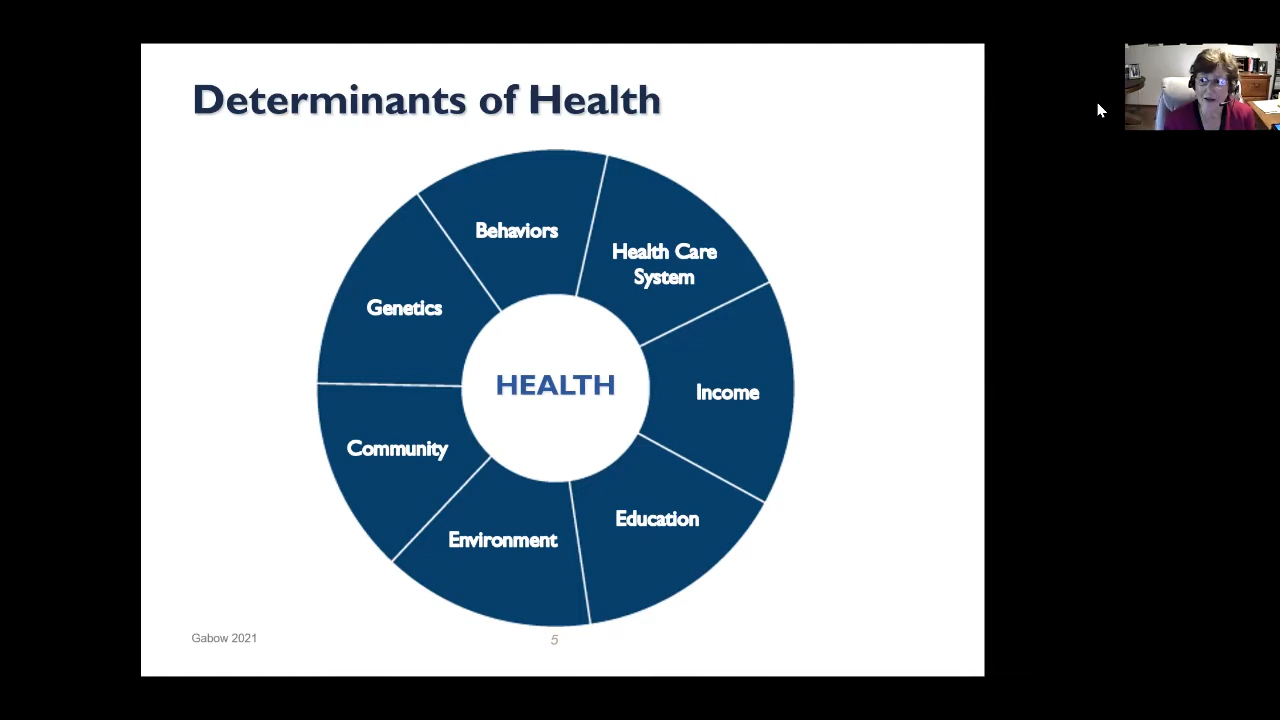 Determinants of Health
Behaviors
Health Care
System
Genetics
HEALTH
Income
Community
Education
Environment
Gabow 2021
5